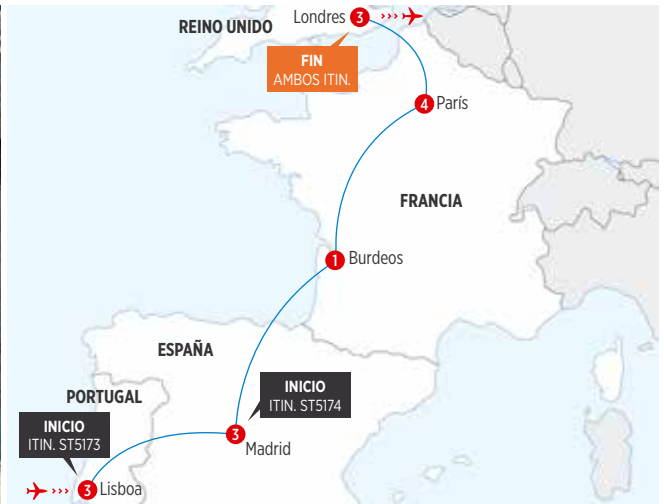 REINO UNIDO
Londres 3
FIN
AMBOS ITIN.
4 París
FRANCIA
1 Burdeos
ESPAÑA
INICIO
ITIN. ST5174
PORTUGAL
INICIO
ITIN. ST5173
3
Madrid
3 Lisboa